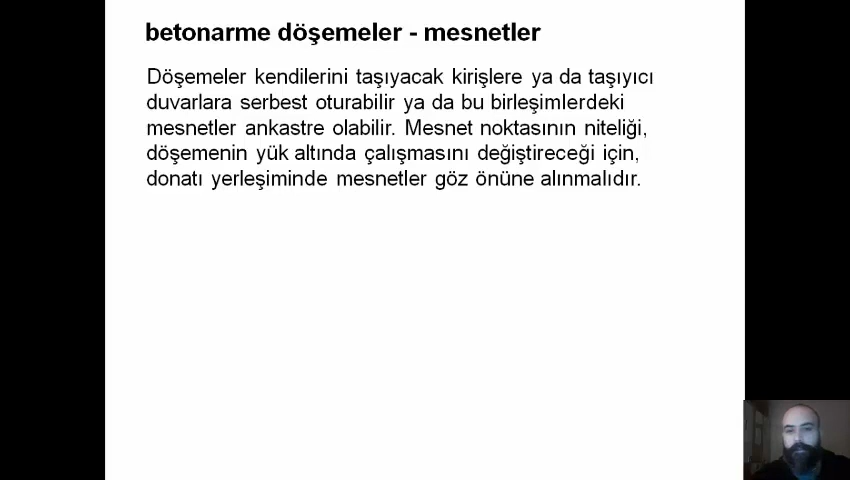 betonarme döşemeler - mesnetler
Döşemeler kendilerini taşıyacak kirişlere ya da taşıyıcı
duvarlara serbest oturabilir ya da bu birleşimlerdeki
mesnetler ankastre olabilir. Mesnet noktasının niteliği,
döşemenin yük altında çalışmasını değiştireceği için,
donatı yerleşiminde mesnetler göz önüne alınmalıdır.